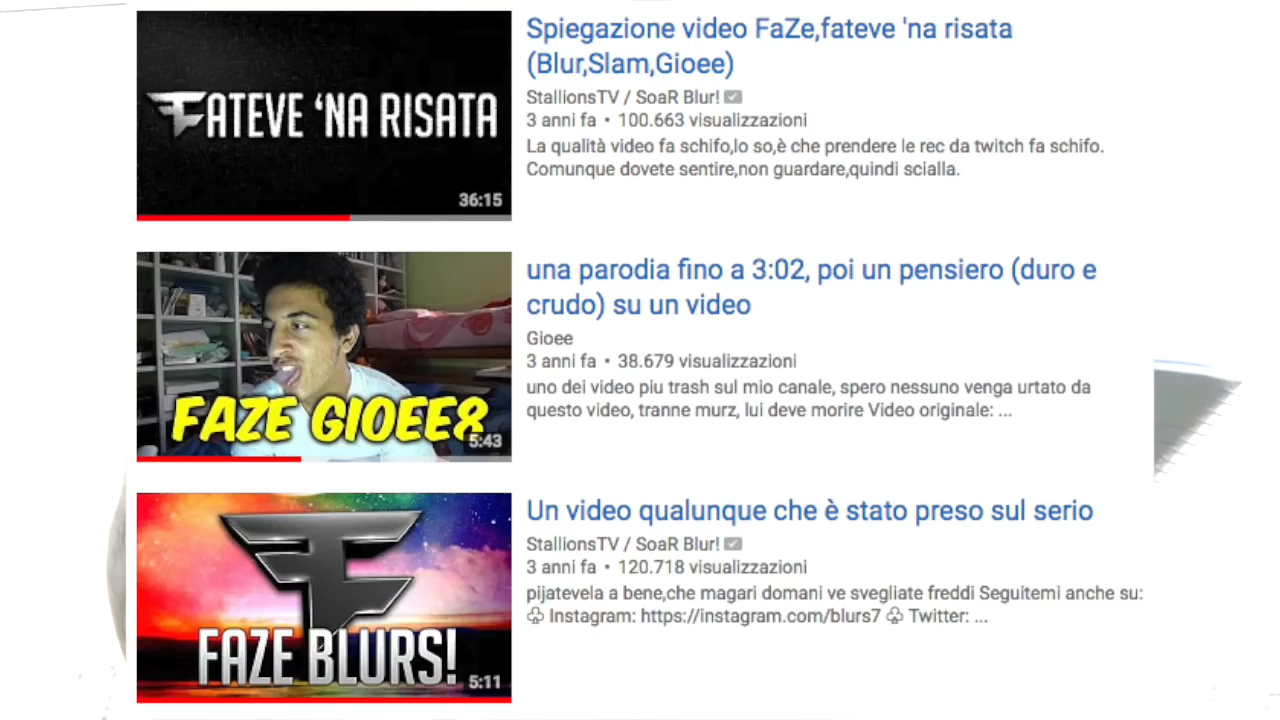 FATEVE 'NA RISATA
36:15
Spiegazione video FaZe,fateve 'na risata
(Blur,Slam,Gioee)
StallionsTV / SoaR Blur!
3 anni fa • 100.663 visualizzazioni
La qualità video fa schifo,lo so,è che prendere le rec da twitch fa schifo.
Comunque dovete sentire,non guardare,quindi scialla.
FAZE GIOEE8
5:43
una parodia fino a 3:02, poi un pensiero (duro e
crudo) su un video
Gioee
3 anni fa • 38.679 visualizzazioni
uno dei video piu trash sul mio canale, spero nessuno venga urtato da
questo video, tranne murz, lui deve morire Video originale: ...
FAZE BLURS!
5:11
Un video qualunque che è stato preso sul serio
StallionsTV / SoaR Blur!
3 anni fa • 120.718 visualizzazioni
pijatevela a bene,che magari domani ve svegliate freddi Seguitemi anche su:
♧ Instagram: https://instagram.com/blurs7 ♧ Twitter: ...